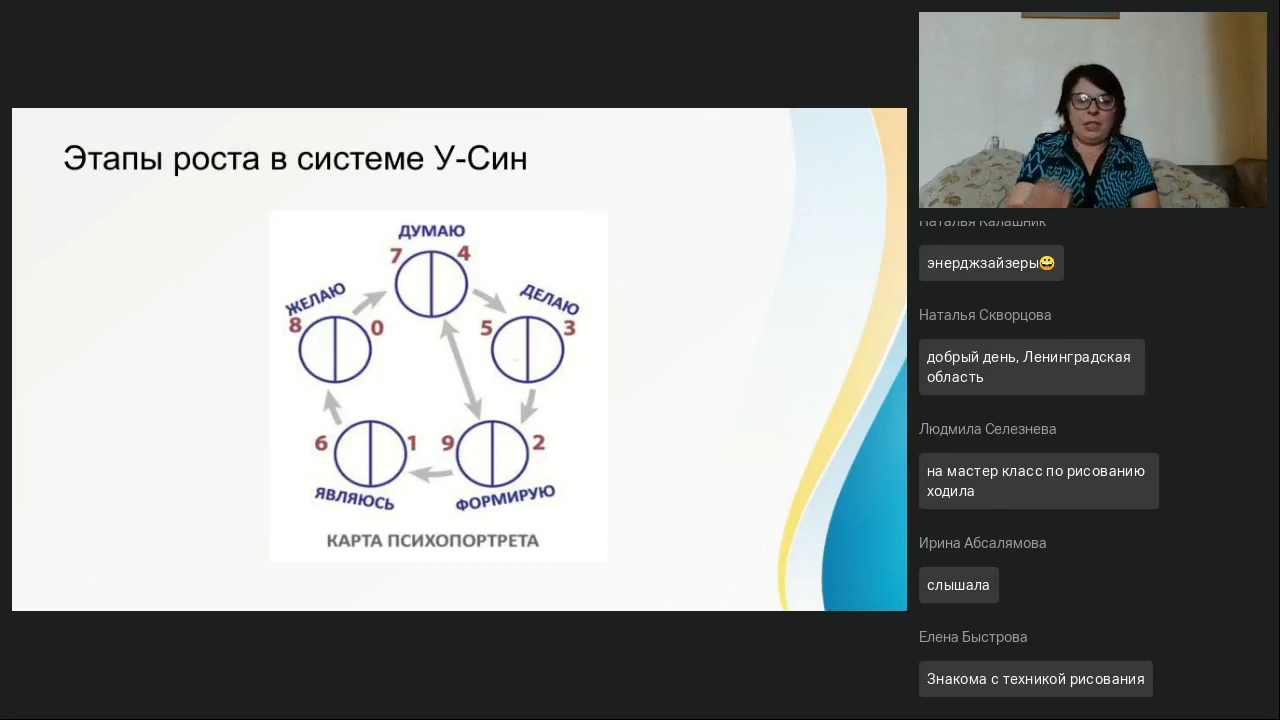 Этапы роста в системе У-Син
ДУМАЮ
7 4
ЖЕЛАЮ
8 0
ДЕЛАЮ
5 3
6 1
ЯВЛЯЮСЬ
9 2
ФОРМИРУЮ
КАРТА ПСИХОПОРТРЕТА
Наталья Калашник
энерджзайзеры😀
Наталья Скворцова
добрый день, Ленинградская
область
Людмила Селезнева
на мастер класс по рисованию
ходила
Ирина Абсалямова
слышала
Елена Быстрова
Знакома с техникой рисования